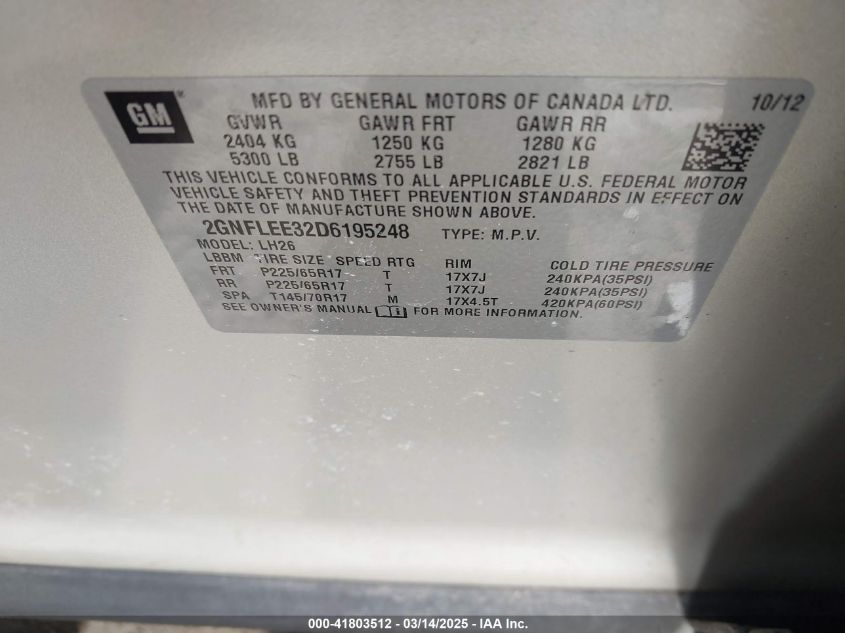 GM ®
MFD BY GENERAL MOTORS OF CANADA LTD. 10/12
GVWR GAWR FRT GAWR RR
2404 KG 1250 KG 1280 KG
5300 LB 2755 LB 2821 LB
THIS VEHICLE CONFORMS TO ALL APPLICABLE U.S. FEDERAL MOTOR
VEHICLE SAFETY AND THEFT PREVENTION STANDARDS IN EFFECT ON
THE DATE OF MANUFACTURE SHOWN ABOVE.
2GNFLEE32D6195248 TYPE: M.P.V.
MODEL: LH26
LBBM TIRE SIZE SPEED RTG RIM COLD TIRE PRESSURE
FRT P225/65R17 T 17X7J 240KPA(35PSI)
RR P225/65R17 T 17X7J 240KPA(35PSI)
SPA T145/70R17 M 17X4.5T 420KPA(60PSI)
SEE OWNER'S MANUAL FOR MORE INFORMATION.
000-41803512 - 03/14/2025 - IAA Inc.